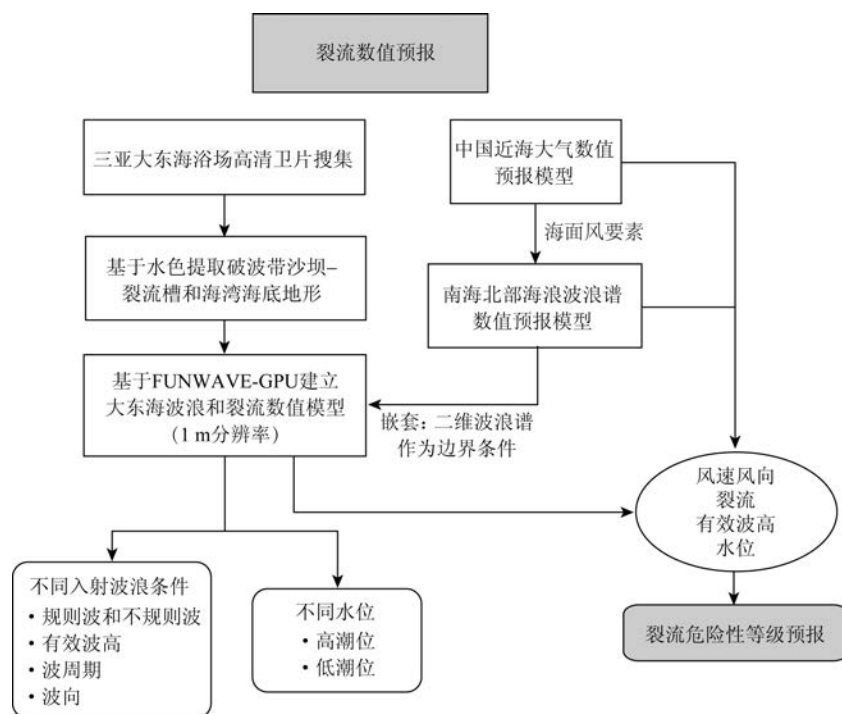 裂流数值预报
三亚大东海浴场高清卫片搜集
中国近海大气数值
预报模型
海面风要素
基于水色提取破波带沙坝–
裂流槽和海湾海底地形
南海北部海浪波浪谱
数值预报模型
基于FUNWAVE-GPU建立
大东海波浪和裂流数值模型
(1 m分辨率)
嵌套：二维波浪谱
作为边界条件
风速风向
裂流
有效波高
水位
不同入射波浪条件
• 规则波和不规则波
• 有效波高
• 波周期
• 波向
不同水位
• 高潮位
• 低潮位
裂流危险性等级预报